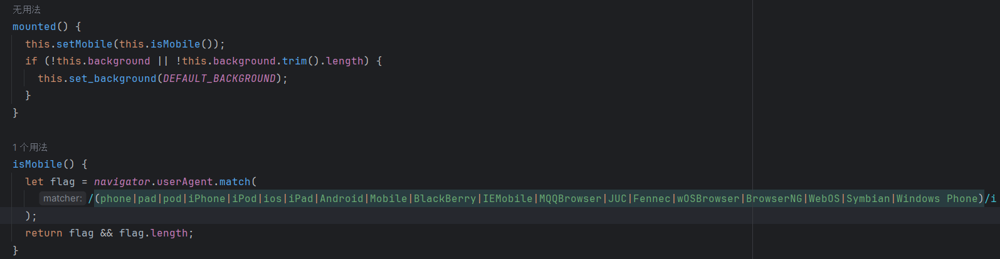 无用法
mounted() {
this.setMobile(this.isMobile());
if (!this.background || !this.background.trim().length) {
this.set_background(DEFAULT_BACKGROUND);
}
}
1 个用法
isMobile() {
let flag = navigator.userAgent.match(
matcher: /(phone|pad|pod|iPhone|iPod|ios|iPad|Android|Mobile|BlackBerry|IEMobile|MQQBrowser|JUC|Fennec|wOSBrowser|BrowserNG|WebOS|Symbian|Windows Phone)/i
);
return flag && flag.length;
}